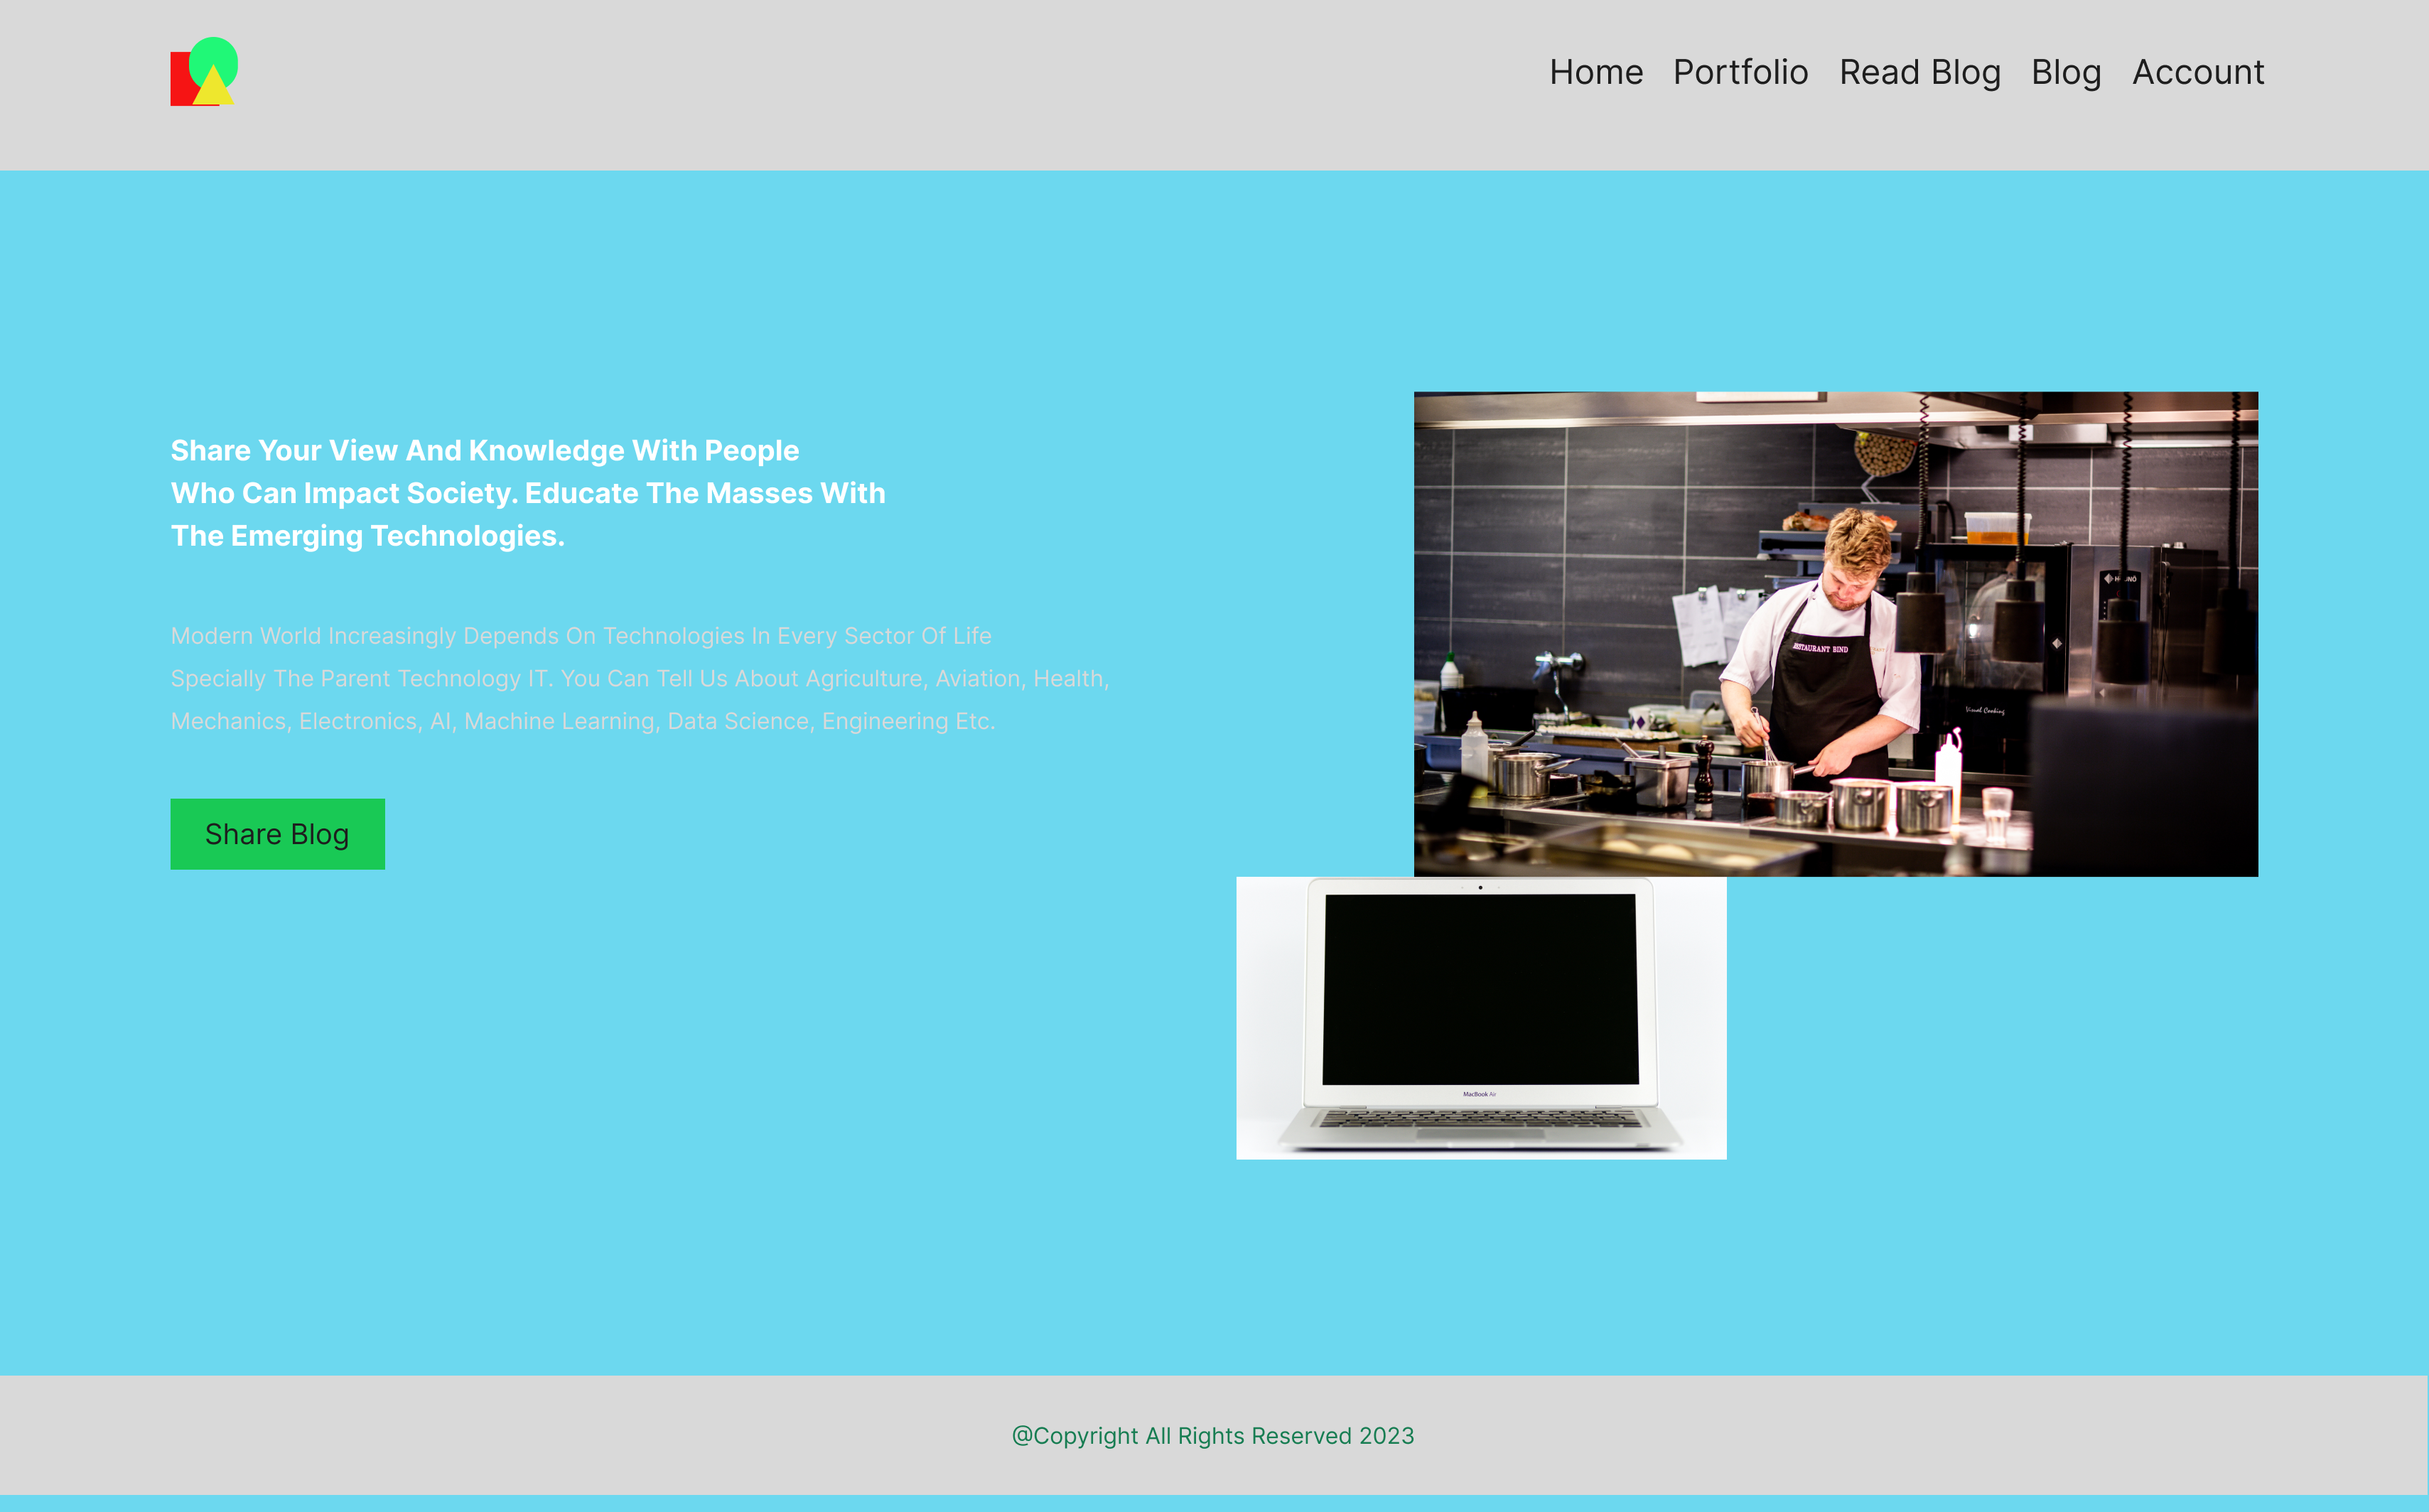 Home Portfolio Read Blog Blog Account
Share Your View And Knowledge With People
Who Can Impact Society. Educate The Masses With
The Emerging Technologies.
Modern World Increasingly Depends On Technologies In Every Sector Of Life
Specially The Parent Technology IT. You Can Tell Us About Agriculture, Aviation, Health,
Mechanics, Electronics, AI, Machine Learning, Data Science, Engineering Etc.
Share Blog
RESTAURANT BIND
Visual Cooking
MacBook Air
@Copyright All Rights Reserved 2023